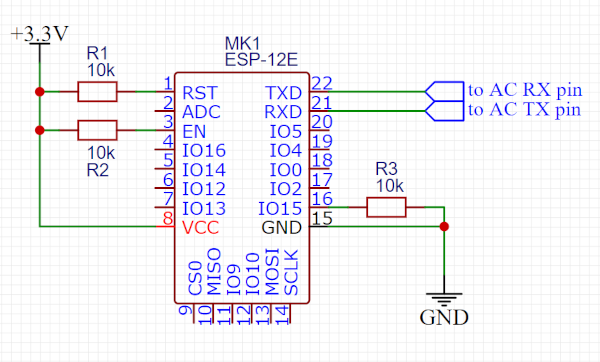 +3.3V
R1
10k
10k
R2
MK1
ESP-12E
1 RST TXD 22
2 ADC RXD 21
3 EN IO5 20
4 IO16 IO4 19
5 IO14 IO0 18
6 IO12 IO2 17
7 IO13 IO15 16
8 VCC GND 15
CS0
MISO
IO9
IO10
MOSI
SCLK
9
10
11
12
13
14
to AC RX pin
to AC TX pin
R3
10k
GND